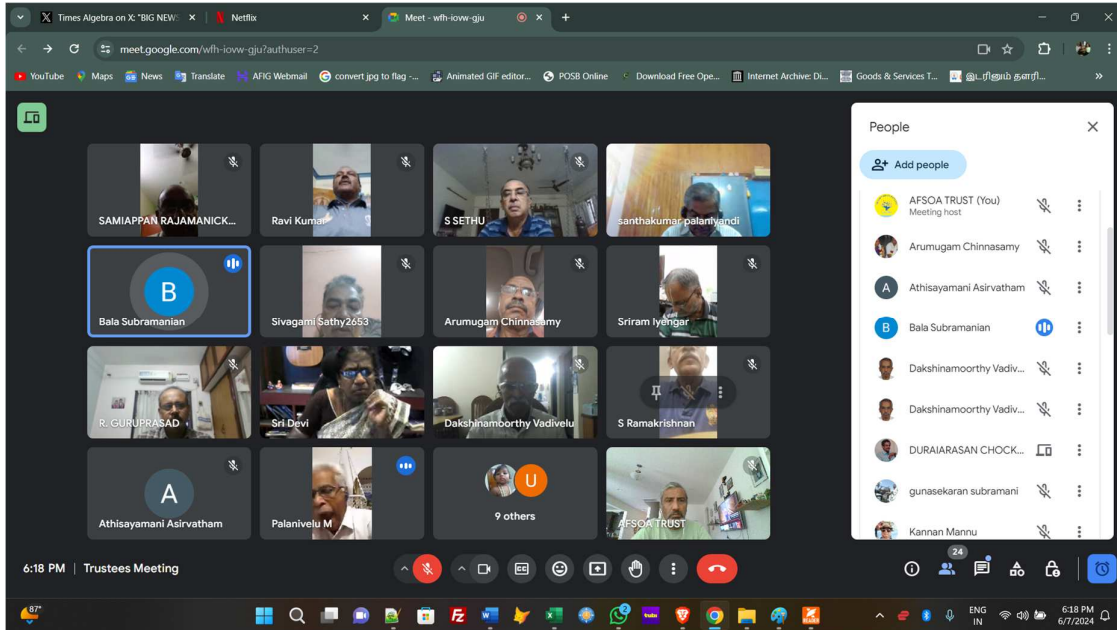 Times Algebra on X: "BIG NEWS
Netflix
Meet - wfh-iovw-gju
meet.google.com/wfh-iovw-gju?authuser=2
YouTube
Maps
News
Translate
AFIG Webmail
convert jpg to flag -...
Animated GIF editor...
POSB Online
Download Free Ope...
Internet Archive: Di...
Goods & Services T...
இடரினும் தளரி...
SAMIAPPAN RAJAMANICK...
Ravi Kumar
S SETHU
santhakumar palaniyandi
B
Bala Subramanian
Sivagami Sathy2653
Arumugam Chinnasamy
Sriram Iyengar
R. GURUPRASAD
Sri Devi
Dakshinamoorthy Vadivelu
S Ramakrishnan
A
Athisayamani Asirvatham
Palanivelu M
U
9 others
AFSOA TRUST
People
Add people
AFSOA TRUST (You)
Meeting host
Arumugam Chinnasamy
A
Athisayamani Asirvatham
B
Bala Subramanian
Dakshinamoorthy Vadiv...
Dakshinamoorthy Vadiv...
DURAIARASAN CHOCK...
gunasekaran subramani
Kannan Mannu
6:18 PM | Trustees Meeting
24
87°
2
ENG
IN
6:18 PM
6/7/2024